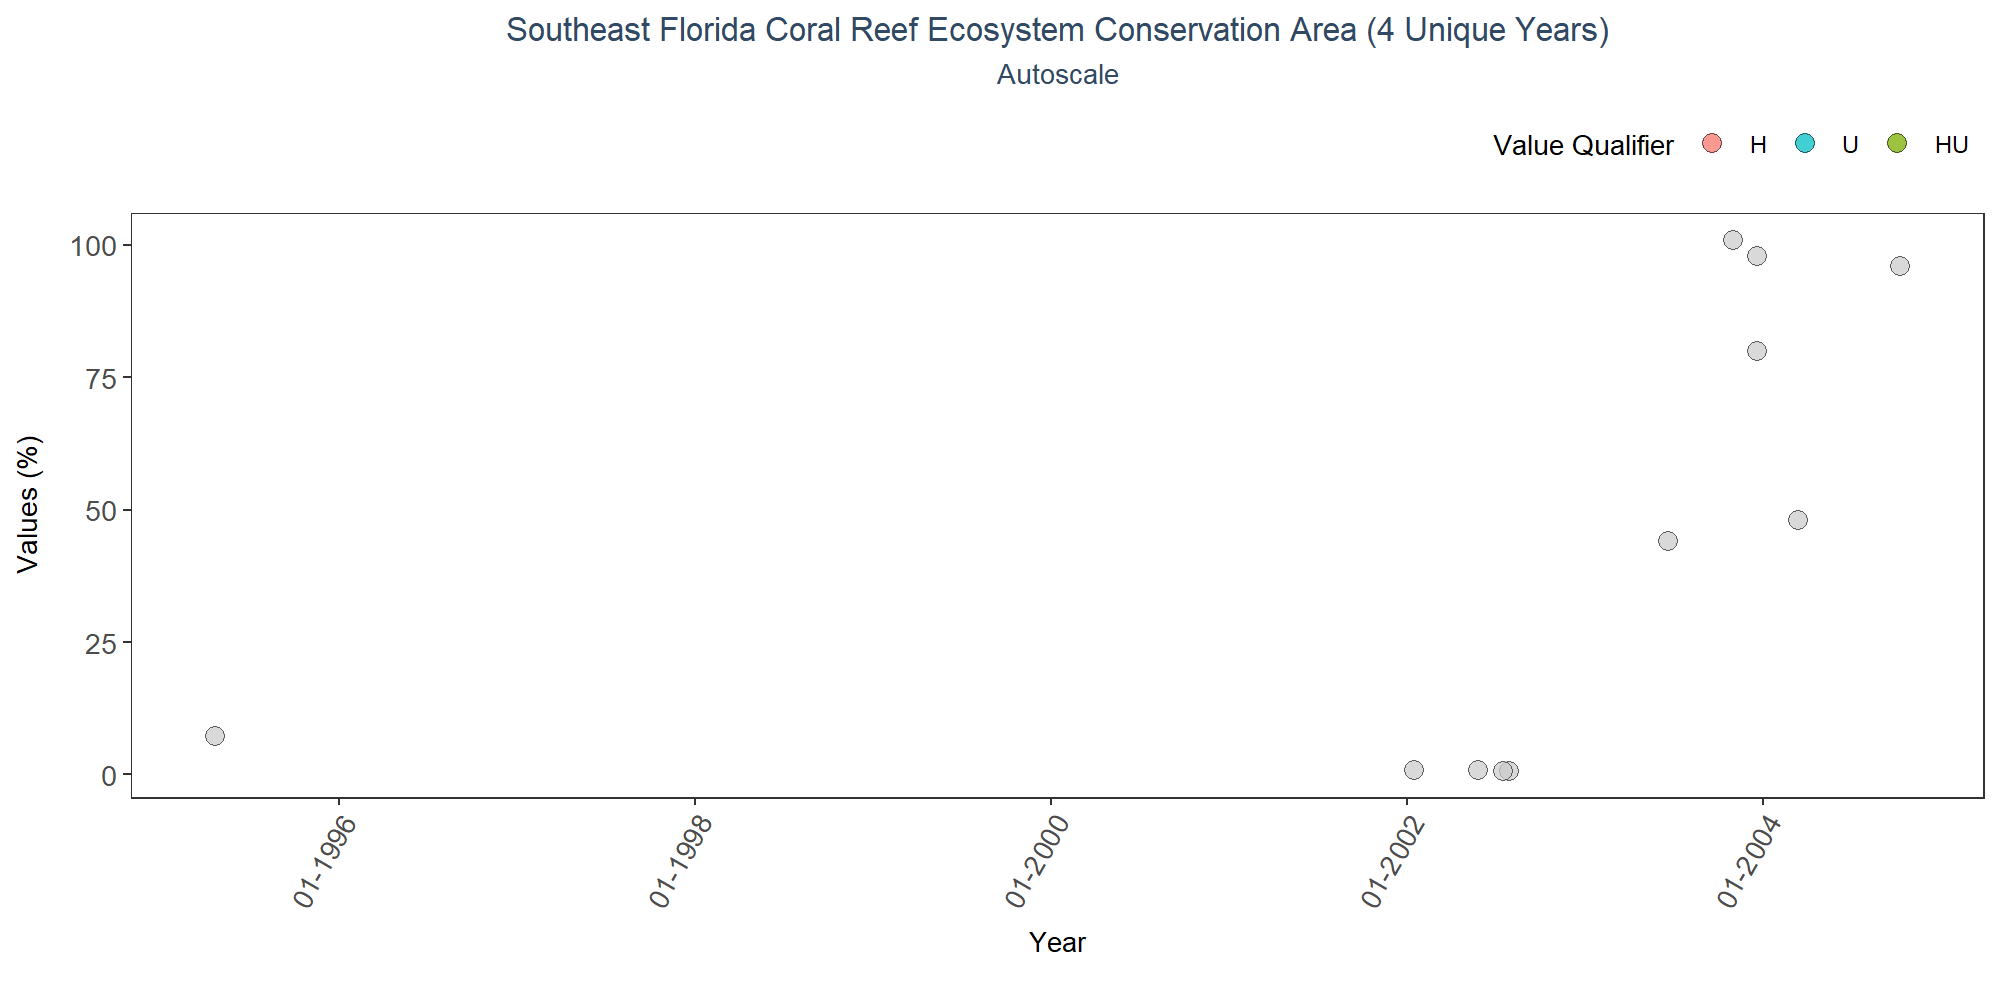 Southeast Florida Coral Reef Ecosystem Conservation Area (4 Unique Years)
Autoscale
Value Qualifier H U HU
100
75
50
25
0
Values (%)
01-1996 01-1998 01-2000 01-2002 01-2004
Year